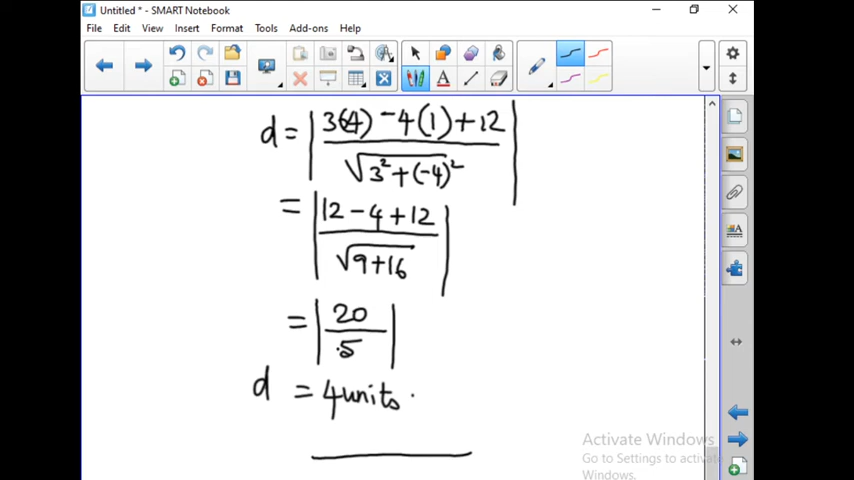 Untitled * - SMART Notebook
File Edit View Insert Format Tools Add-ons Help
d = | 3(4) - 4(1) + 12 / √3² + (-4)² |
= | 12 - 4 + 12 / √9 + 16 |
= | 20 / 5 |
d = 4 units.
Activate Windows
Go to Settings to activate
Windows.